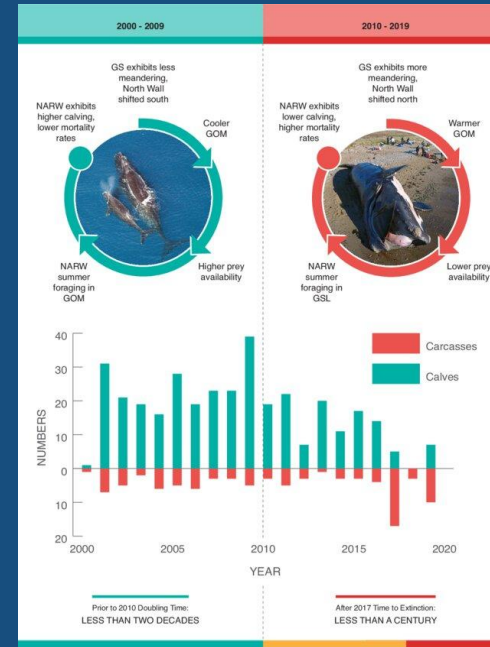 2000 - 2009
2010 - 2019
GS exhibits less
meandering,
North Wall
shifted south
Cooler
GOM
Higher prey
availability
NARW
summer
foraging in
GOM
NARW exhibits
higher calving,
lower mortality
rates
GS exhibits more
meandering,
North Wall
shifted north
Warmer
GOM
Lower prey
availability
NARW
summer
foraging in
GSL
NARW exhibits
lower calving,
higher mortality
rates
40
30
20
10
0
10
20
NUMBERS
Carcasses
Calves
2000
2005
2010
2015
2020
YEAR
Prior to 2010 Doubling Time:
LESS THAN TWO DECADES
After 2017 Time to Extinction:
LESS THAN A CENTURY